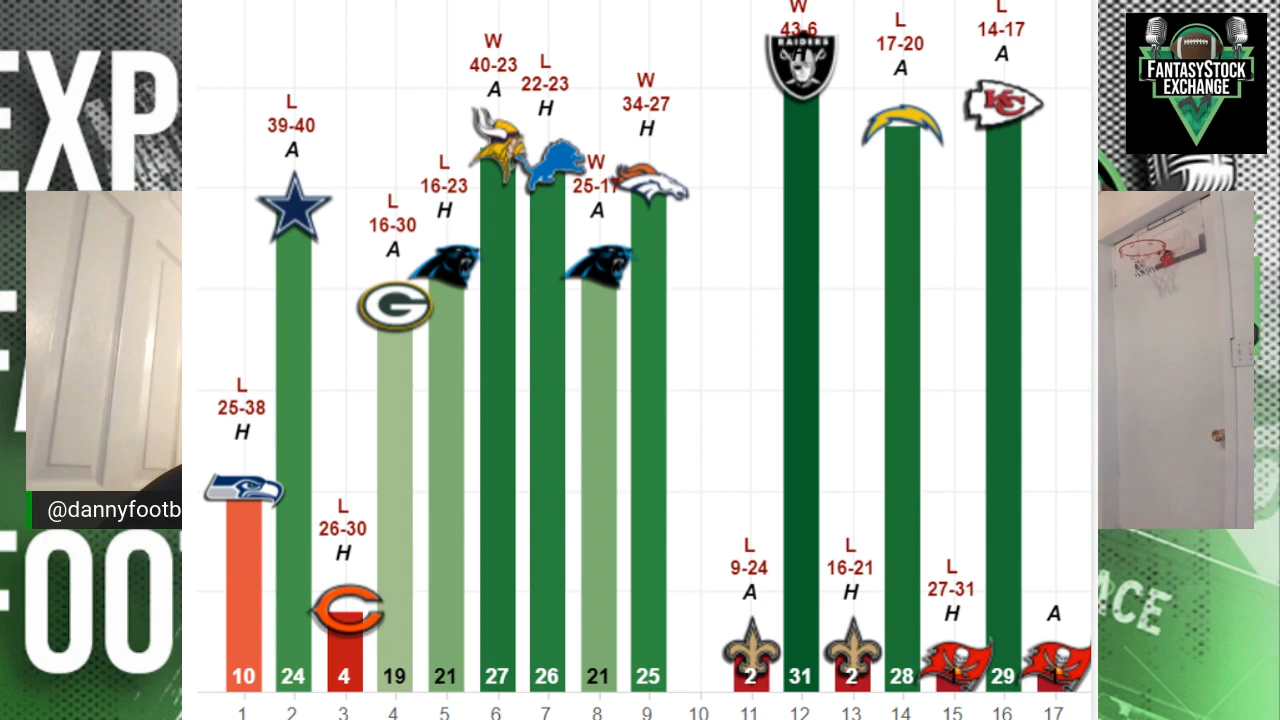 EXP
FOO
NCE
@dannyfootb
FANTASYSTOCK
EXCHANGE
L
25-38
H
10
1
L
39-40
A
24
2
L
26-30
H
4
3
L
16-30
A
19
4
L
16-23
H
21
5
W
40-23
A
27
6
L
22-23
H
26
7
W
25-17
A
21
8
W
34-27
H
25
9
10
L
9-24
A
2
11
W
43-6
RAIDERS
31
12
L
16-21
H
2
13
L
17-20
A
28
14
L
27-31
H
1
15
L
14-17
A
KC
29
16
A
17